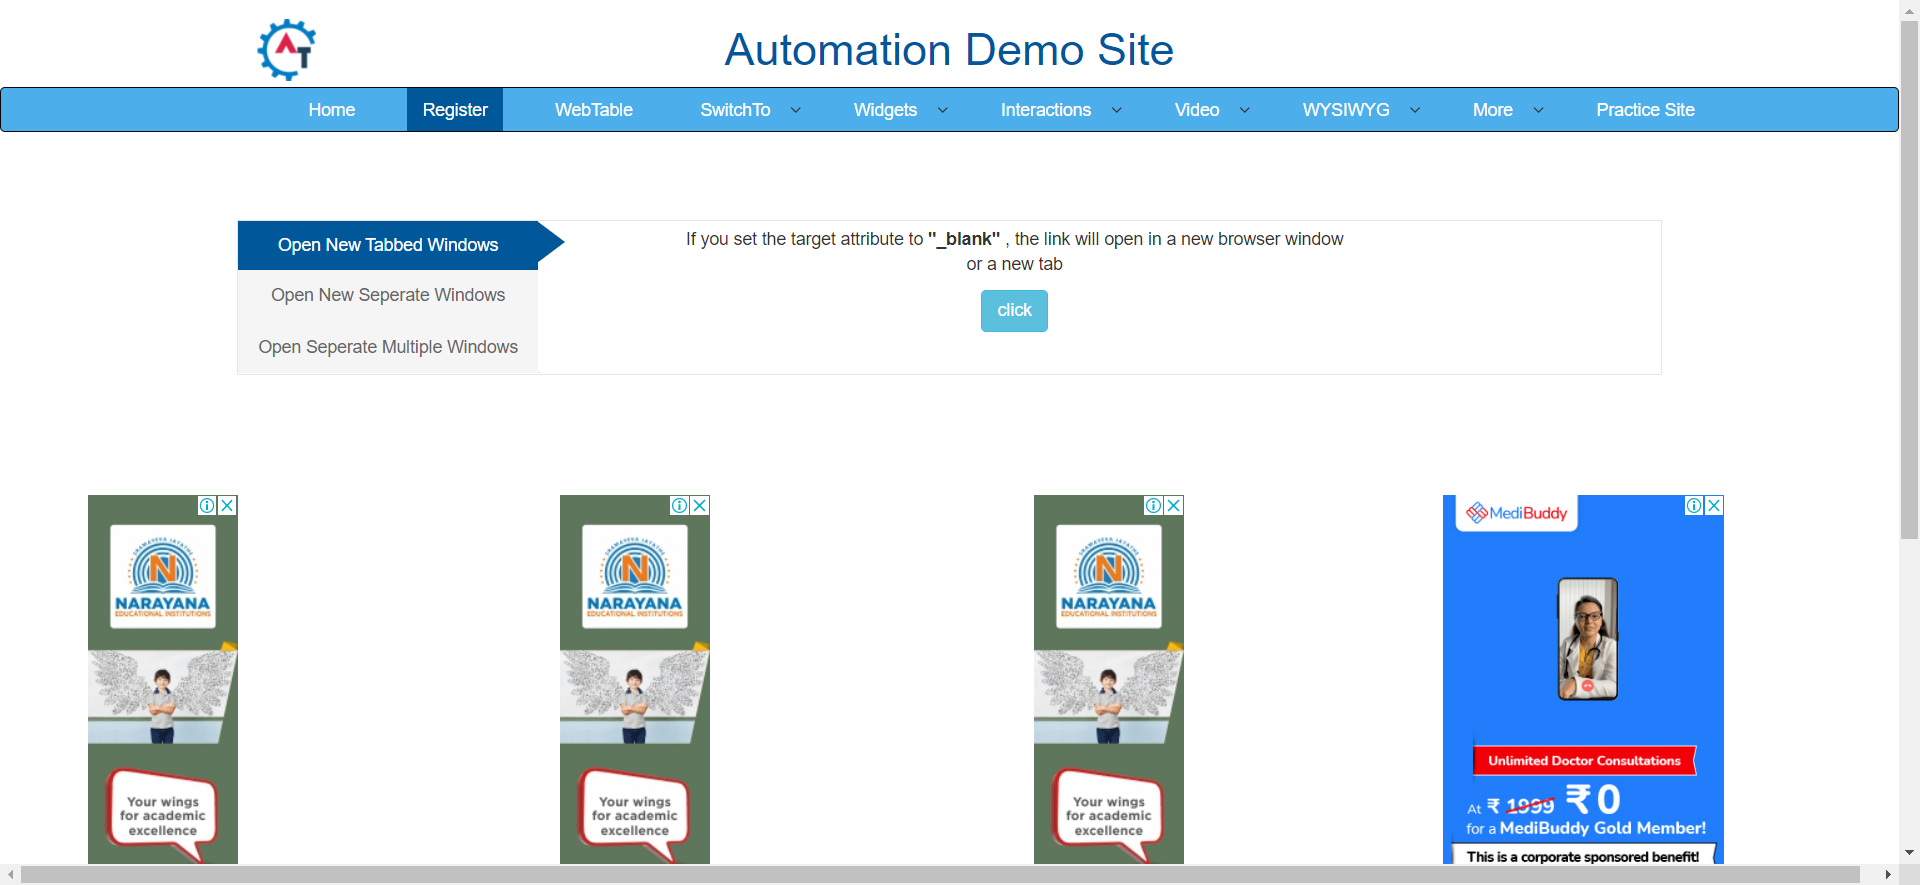 AT
Automation Demo Site
Home Register WebTable SwitchTo Widgets Interactions Video WYSIWYG More Practice Site
Open New Tabbed Windows
Open New Seperate Windows
Open Seperate Multiple Windows
If you set the target attribute to "_blank" , the link will open in a new browser window
or a new tab
click
N
NARAYANA
EDUCATIONAL INSTITUTIONS
Your wings
for academic
excellence
N
NARAYANA
EDUCATIONAL INSTITUTIONS
Your wings
for academic
excellence
N
NARAYANA
EDUCATIONAL INSTITUTIONS
Your wings
for academic
excellence
MediBuddy
Unlimited Doctor Consultations
At ₹ 1999 ₹0
for a MediBuddy Gold Member!
This is a corporate sponsored benefit!